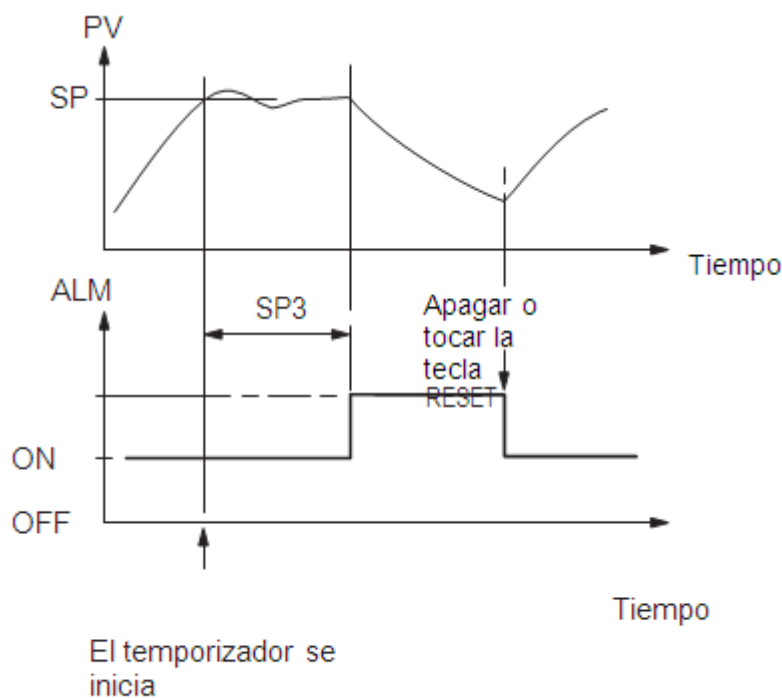 PV
SP
Tiempo
ALM
SP3
Apagar o
tocar la
tecla
RESET
ON
OFF
Tiempo
El temporizador se
inicia